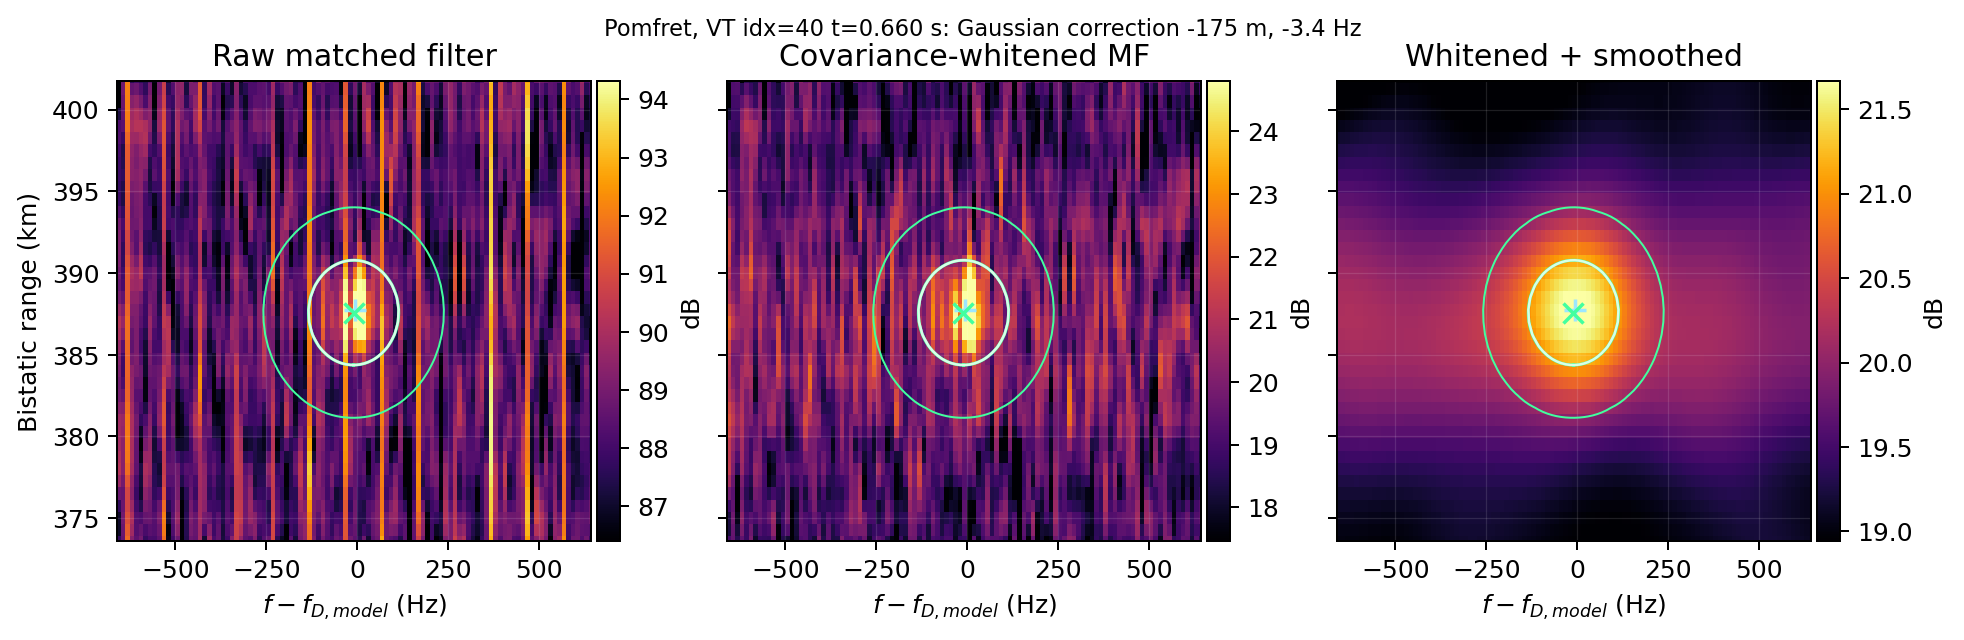 Pomfret, VT idx=40 t=0.660 s: Gaussian correction -175 m, -3.4 Hz
Raw matched filter
Covariance-whitened MF
Whitened + smoothed
Bistatic range (km)
400
395
390
385
380
375
−500 −250 0 250 500
f − f_{D, model} (Hz)
94
93
92
91
90
89
88
87
dB
−500 −250 0 250 500
f − f_{D, model} (Hz)
24
23
22
21
20
19
18
dB
−500 −250 0 250 500
f − f_{D, model} (Hz)
21.5
21.0
20.5
20.0
19.5
19.0
dB